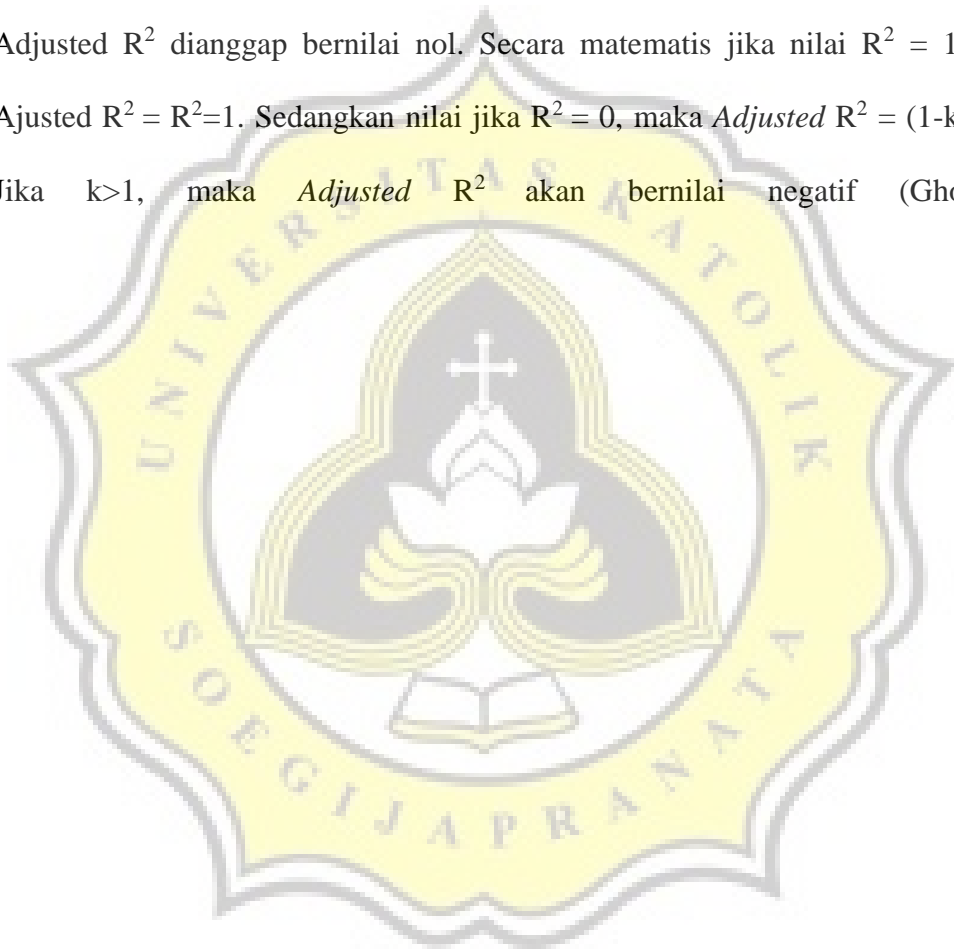 Adjusted R² dianggap bernilai nol. Secara matematis jika nilai R² = 1
Ajusted R² = R²=1. Sedangkan nilai jika R² = 0, maka Adjusted R² = (1-k
Jika k>1, maka Adjusted R² akan bernilai negatif (Gho
UNIVERSITAS KATOLIK
SOEGIJAPRANATA